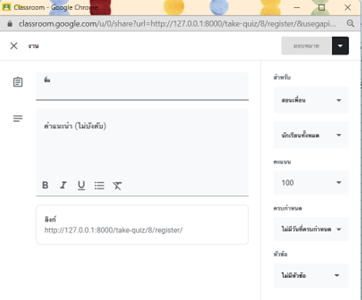 Classroom - Google Chrome
classroom.google.com/u/0/share?url=http://127.0.0.1:8000/take-quiz/8/register/&usegapi...
งาน
มอบหมาย
ชื่อ
คำแนะนำ (ไม่บังคับ)
B I U
ลิงก์
http://127.0.0.1:8000/take-quiz/8/register/
สำหรับ
สอนเพื่อน
นักเรียนทั้งหมด
คะแนน
100
ครบกำหนด
ไม่มีวันที่ครบกำหนด
หัวข้อ
ไม่มีหัวข้อ